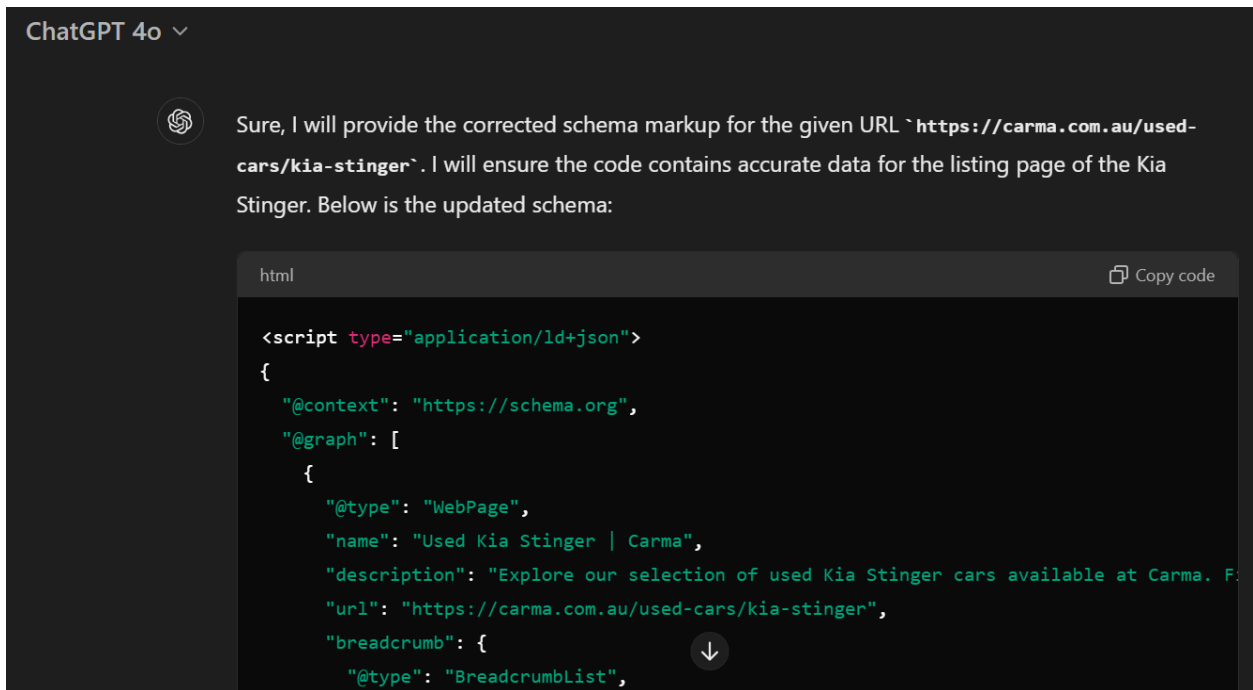 ChatGPT 4o
Sure, I will provide the corrected schema markup for the given URL `https://carma.com.au/used-
cars/kia-stinger`. I will ensure the code contains accurate data for the listing page of the Kia
Stinger. Below is the updated schema:
html
Copy code
<script type="application/ld+json">
{
"@context": "https://schema.org",
"@graph": [
{
"@type": "WebPage",
"name": "Used Kia Stinger | Carma",
"description": "Explore our selection of used Kia Stinger cars available at Carma.
"url": "https://carma.com.au/used-cars/kia-stinger",
"breadcrumb": {
"@type": "BreadcrumbList",